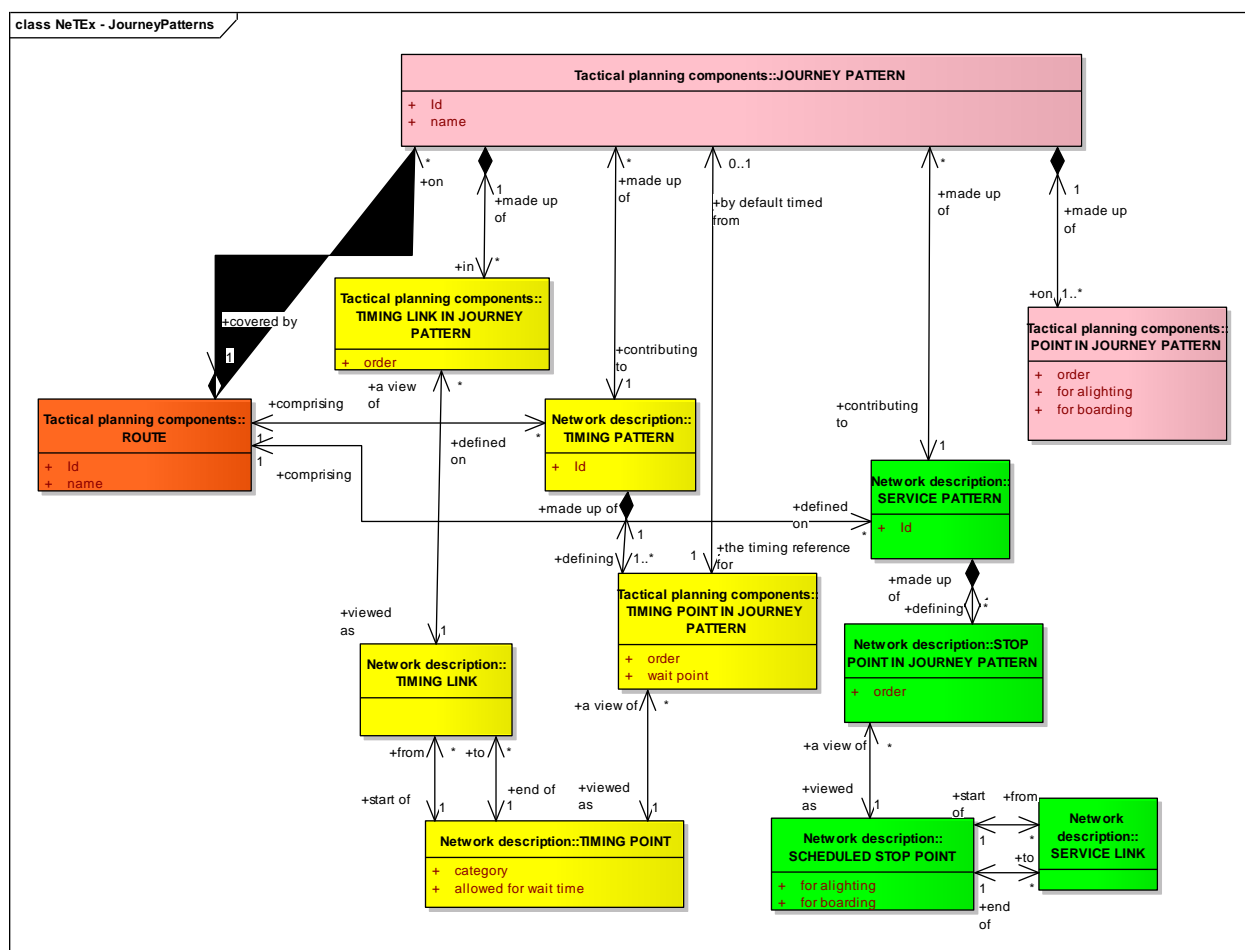 class NeTEx - JourneyPatterns
Tactical planning components::JOURNEY PATTERN
+ Id
+ name
*
+on
1
+made up
of
*
+made up
of
0..1
+by default timed
from
*
+made up
of
1
+made up
of
+in
*
+on
1..*
Tactical planning components::
TIMING LINK IN JOURNEY
PATTERN
+ order
Tactical planning components::
POINT IN JOURNEY PATTERN
+ order
+ for alighting
+ for boarding
+covered by
1
+a view
of
*
+contributing
to
1
+contributing
to
1
Tactical planning components::
ROUTE
+ Id
+ name
+comprising
1
*
1
+comprising
+defined
on
Network description::
TIMING PATTERN
+ Id
Network description::
SERVICE PATTERN
+ Id
+made up of
1
+defining
1..*
+defined
on
*
1
+the timing reference
for
+made up
of
1
+defining
*
Tactical planning components::
TIMING POINT IN JOURNEY
PATTERN
+ order
+ wait point
Network description::STOP
POINT IN JOURNEY PATTERN
+ order
+viewed
as
1
Network description::
TIMING LINK
+a view of
*
+a view of
*
+from
*
+to
*
+start of
1
+end of
1
+viewed
as
1
+viewed
as
1
+start
of
+from
1
*
Network description::TIMING POINT
+ category
+ allowed for wait time
Network description::
SCHEDULED STOP POINT
+ for alighting
+ for boarding
Network
description::
SERVICE LINK
+to
1
*
+end
of